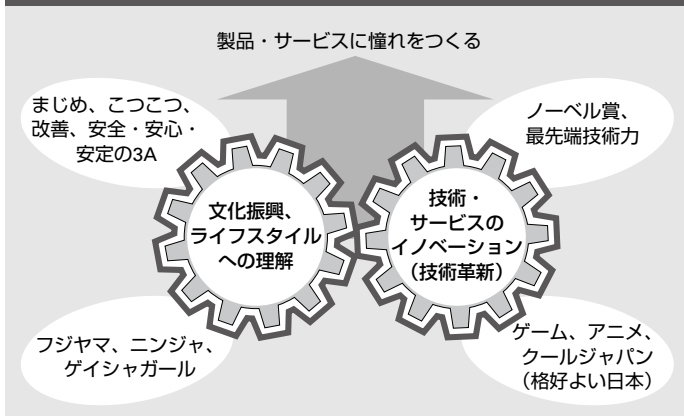 製品・サービスに憧れをつくる
まじめ、こつこつ、
改善、安全・安心・
安定の3A
ノーベル賞、
最先端技術力
文化振興、
ライフスタイル
への理解
技術・
サービスの
イノベーション
（技術革新）
フジヤマ、ニンジャ、
ゲイシャガール
ゲーム、アニメ、
クールジャパン
（格好よい日本）